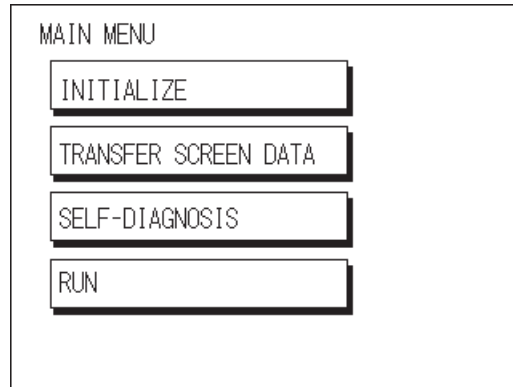 MAIN MENU
INITIALIZE
TRANSFER SCREEN DATA
SELF-DIAGNOSIS
RUN